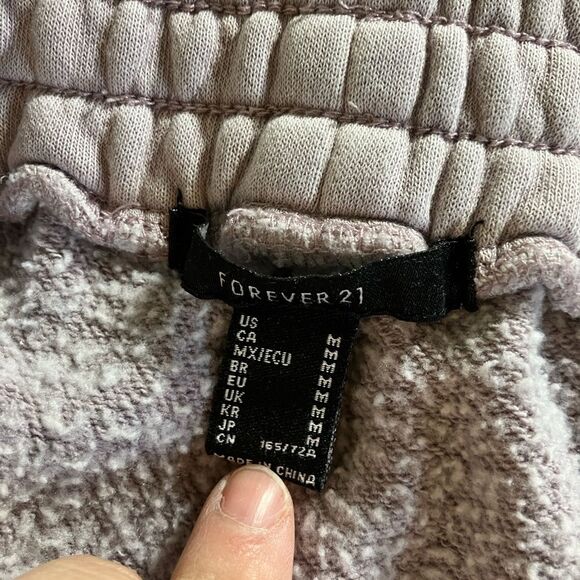 FOREVER 21
US M
CA M
MX/ECU M
BR M
EU M
UK M
KR M
JP M
CN 165/72A
MADE IN CHINA